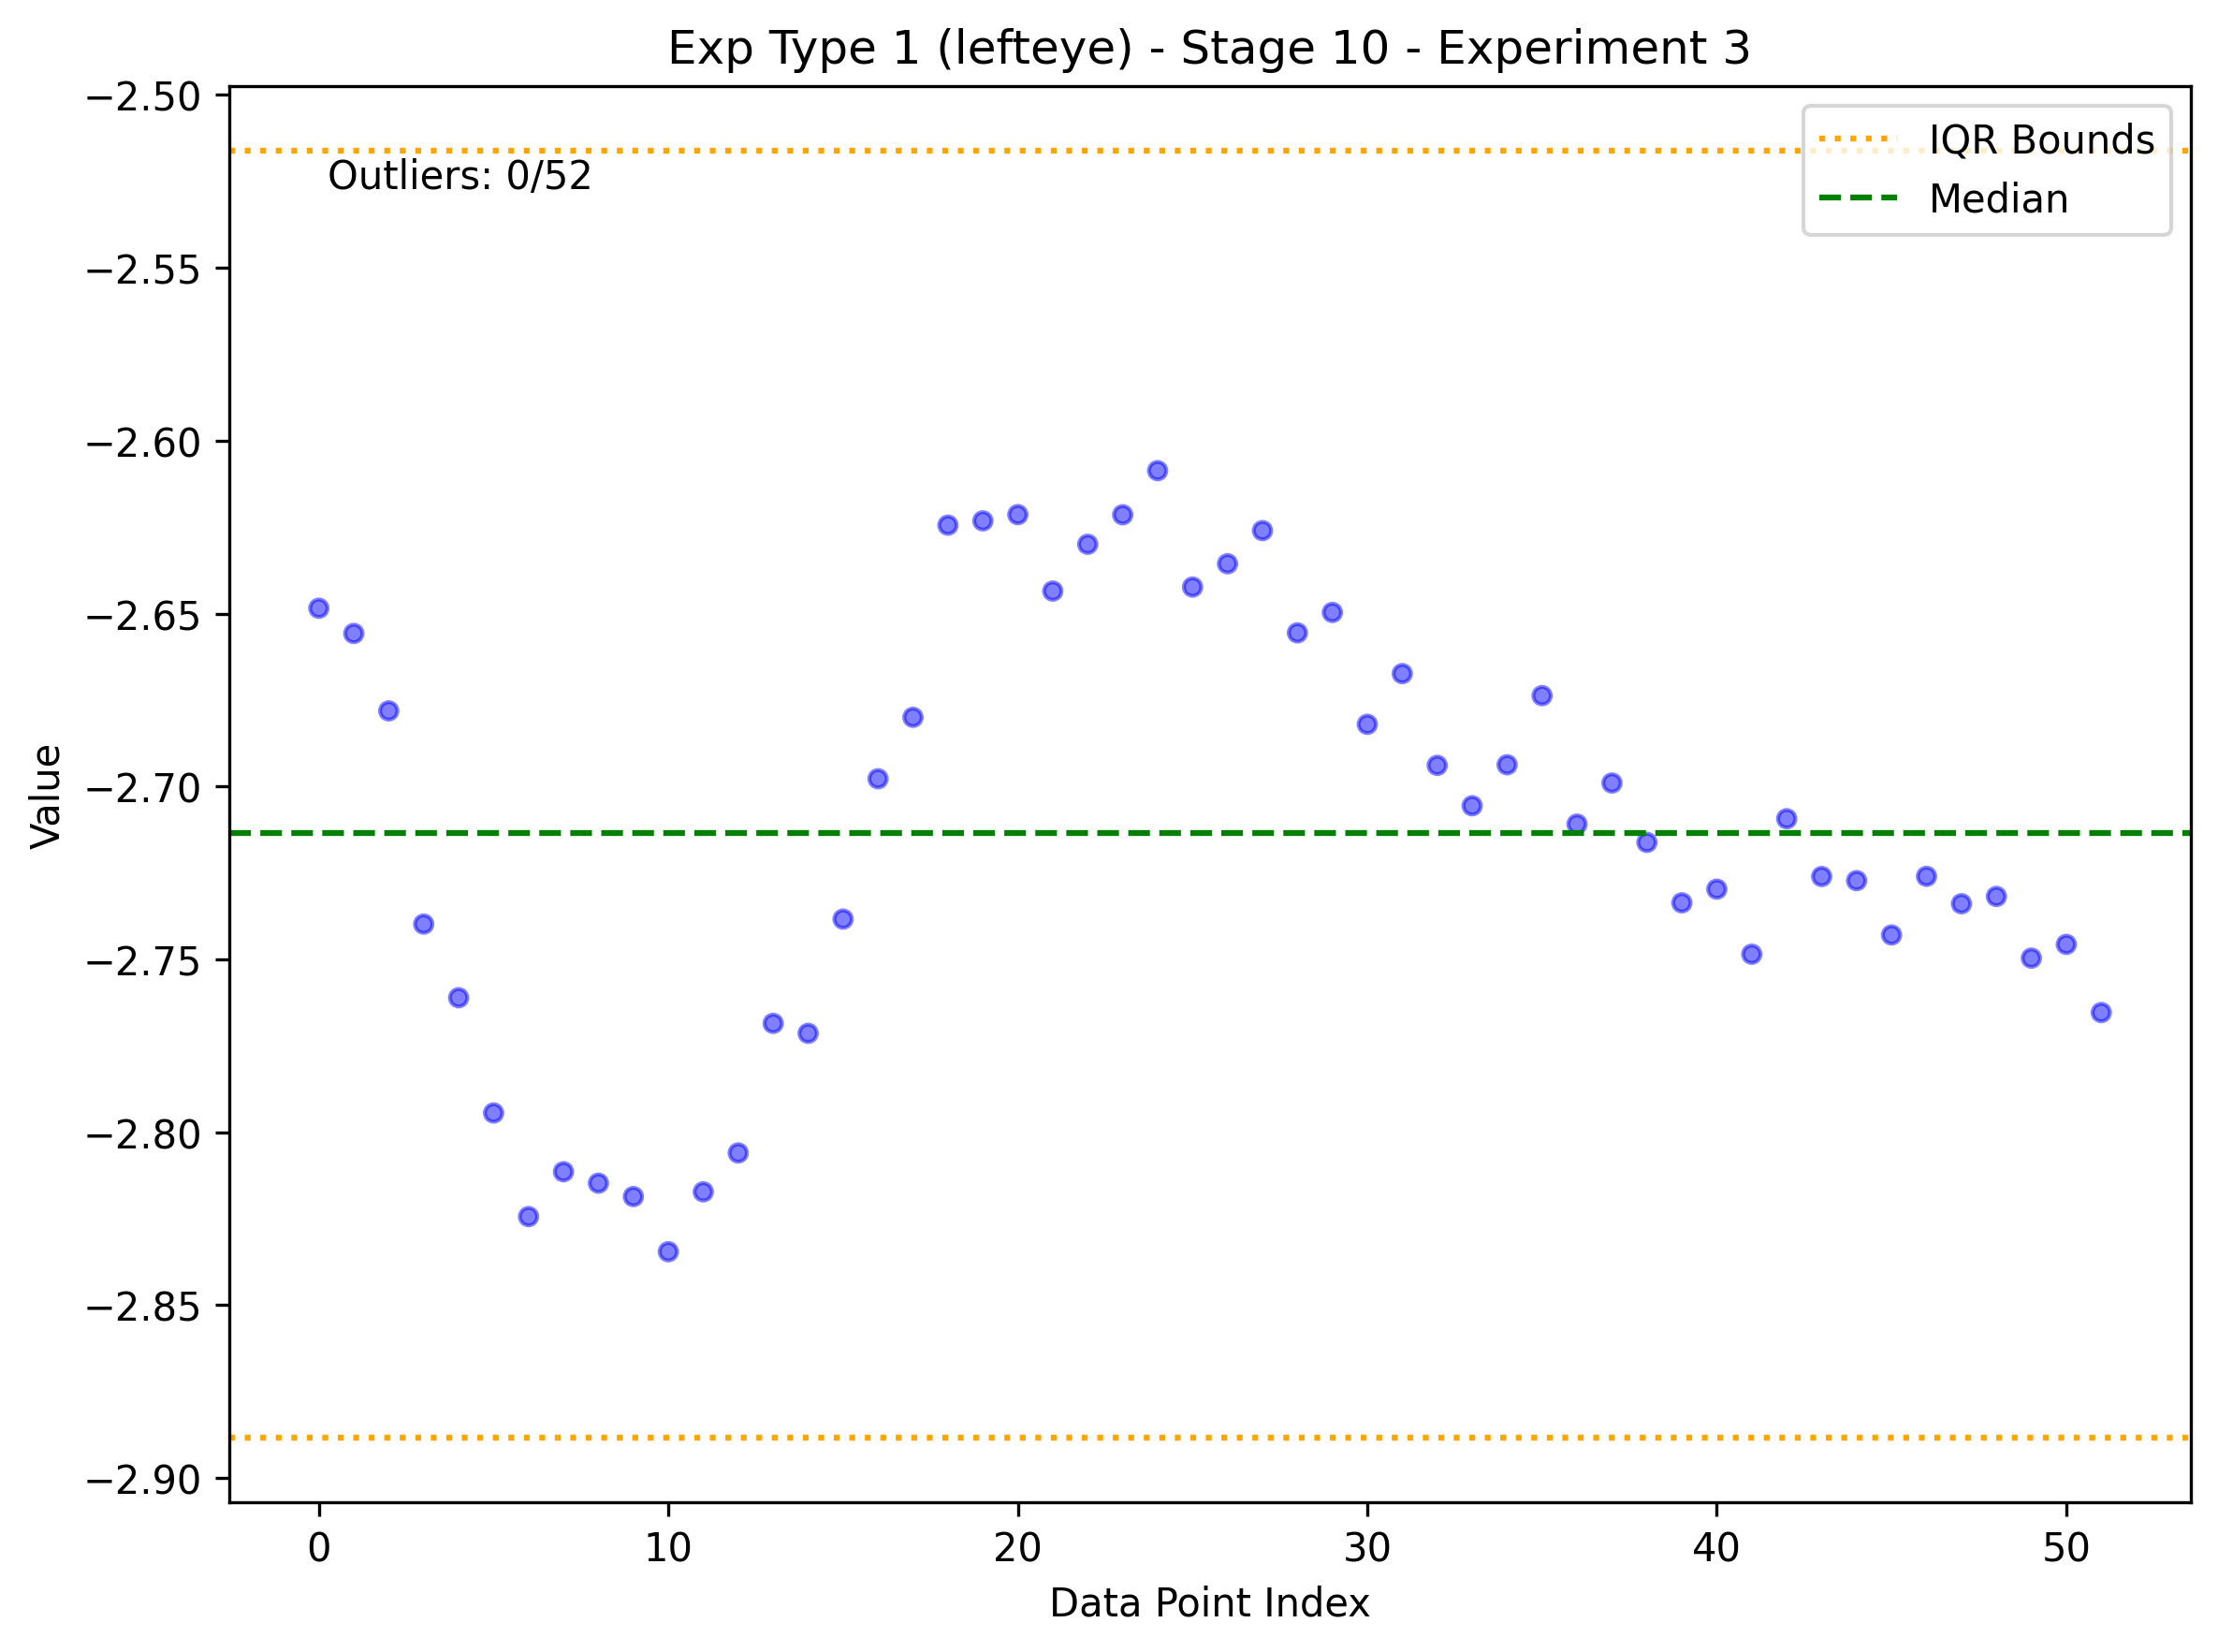 Exp Type 1 (lefteye) - Stage 10 - Experiment 3
−2.50
−2.55
−2.60
−2.65
−2.70
−2.75
−2.80
−2.85
−2.90
Value
Outliers: 0/52
IQR Bounds
Median
0 10 20 30 40 50
Data Point Index